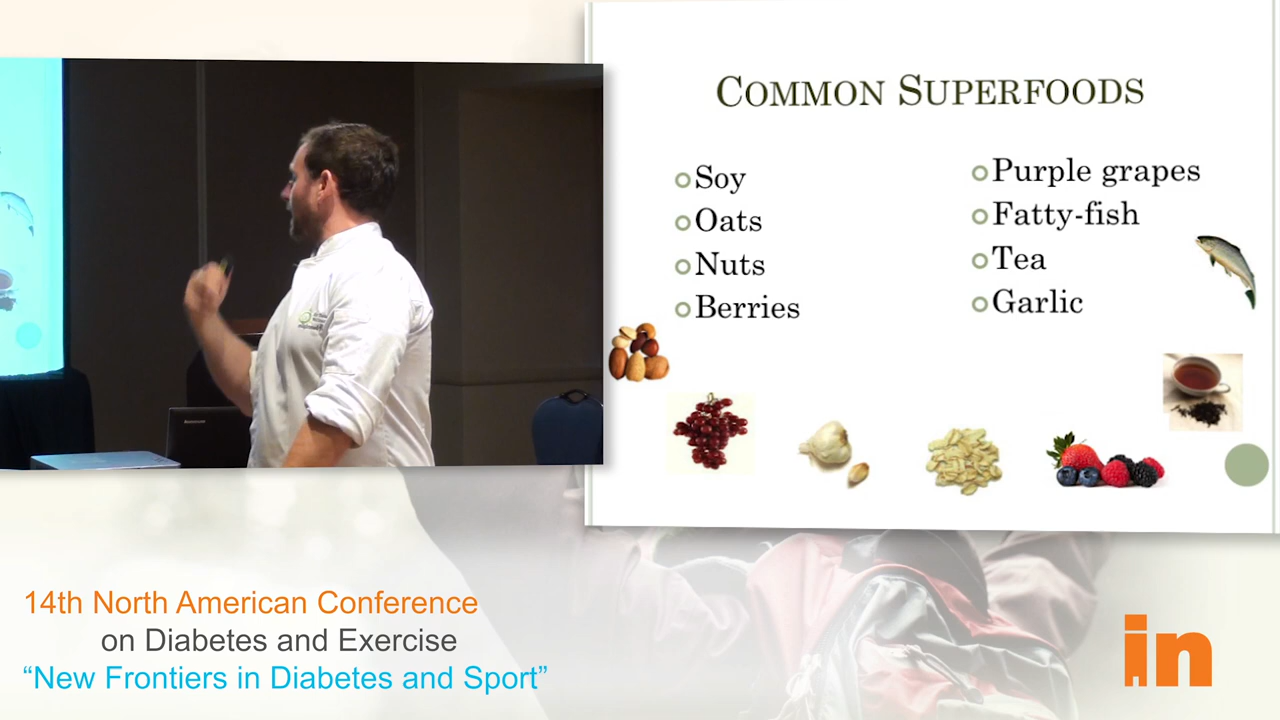 COMMON SUPERFOODS
Soy
Oats
Nuts
Berries
Purple grapes
Fatty-fish
Tea
Garlic
lenovo
14th North American Conference
on Diabetes and Exercise
“New Frontiers in Diabetes and Sport”
in